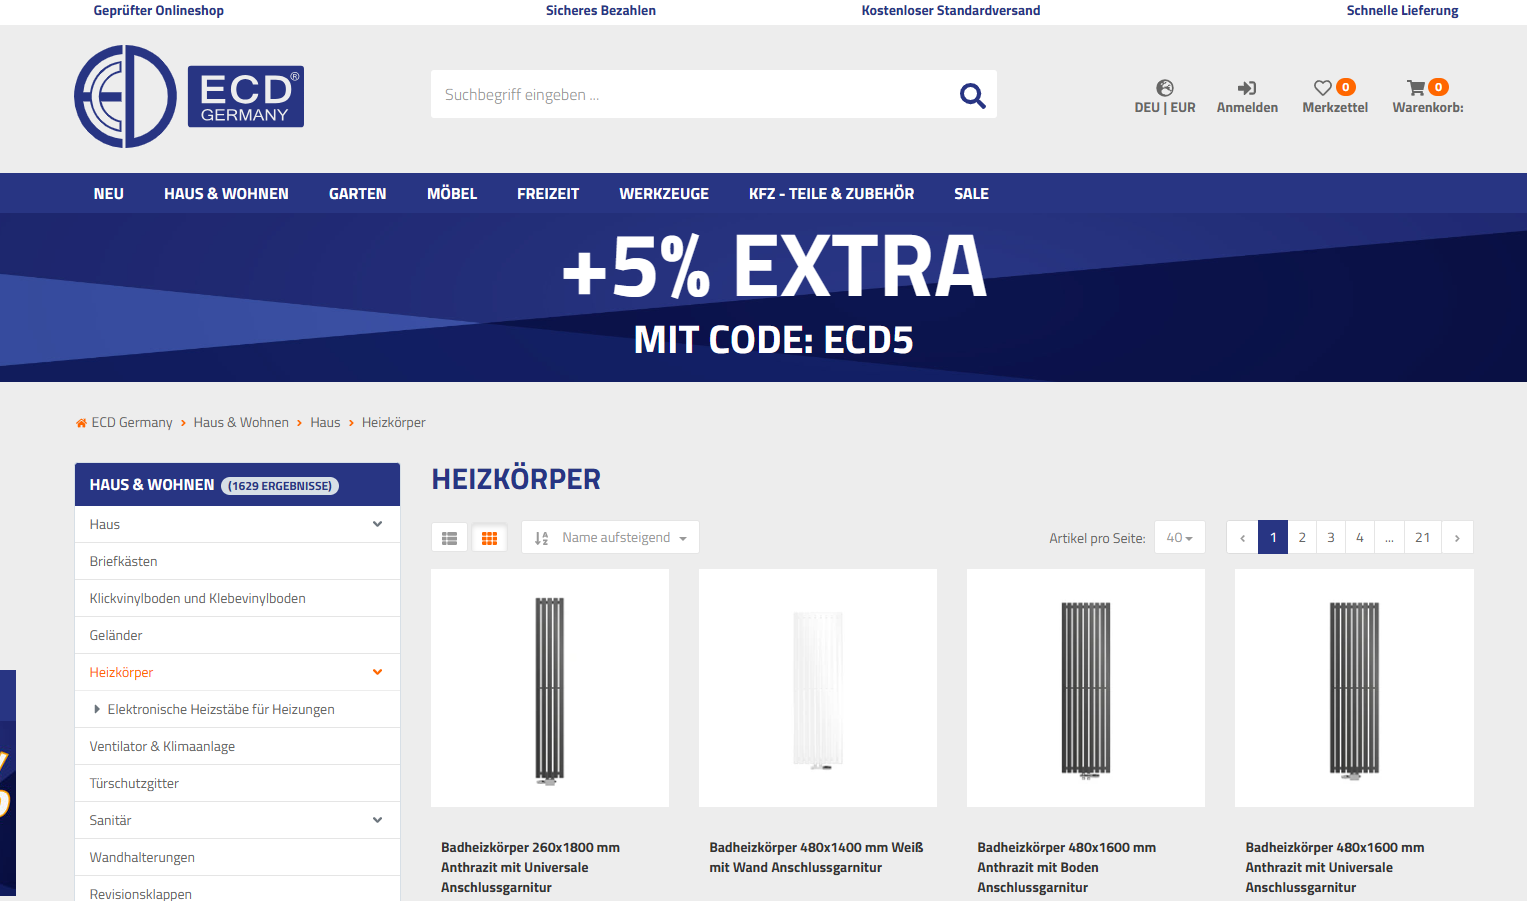 Geprüfter Onlineshop
Sicheres Bezahlen
Kostenloser Standardversand
Schnelle Lieferung
ECD®
GERMANY
Suchbegriff eingeben ...
DEU | EUR
Anmelden
0
Merkzettel
0
Warenkorb:
NEU
HAUS & WOHNEN
GARTEN
MÖBEL
FREIZEIT
WERKZEUGE
KFZ - TEILE & ZUBEHÖR
SALE
+5% EXTRA
MIT CODE: ECD5
ECD Germany › Haus & Wohnen › Haus › Heizkörper
HAUS & WOHNEN (1629 ERGEBNISSE)
Haus
Briefkästen
Klickvinylboden und Klebevinylboden
Geländer
Heizkörper
Elektronische Heizstäbe für Heizungen
Ventilator & Klimaanlage
Türschutzgitter
Sanitär
Wandhalterungen
Revisionsklappen
HEIZKÖRPER
Name aufsteigend
Artikel pro Seite:
40
‹ 1 2 3 4 ... 21 ›
Badheizkörper 260x1800 mm
Anthrazit mit Universale
Anschlussgarnitur
Badheizkörper 480x1400 mm Weiß
mit Wand Anschlussgarnitur
Badheizkörper 480x1600 mm
Anthrazit mit Boden
Anschlussgarnitur
Badheizkörper 480x1600 mm
Anthrazit mit Universale
Anschlussgarnitur